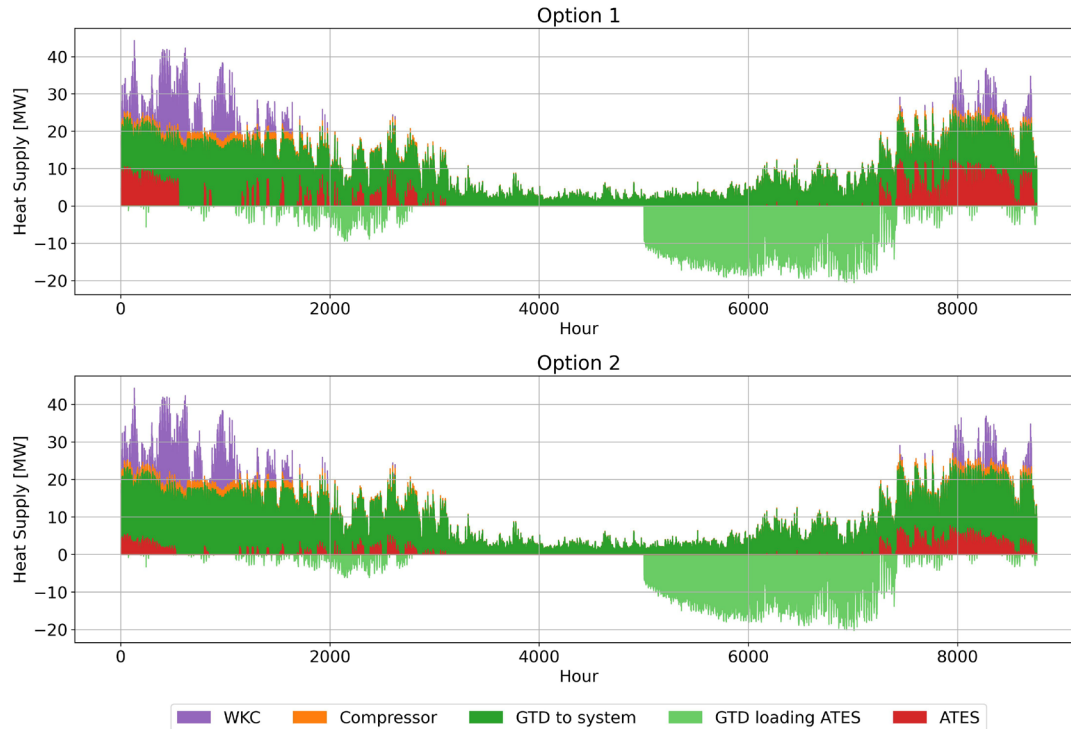 Option 1
Heat Supply [MW]
40
30
20
10
0
−10
−20
0 2000 4000 6000 8000
Hour
Option 2
Heat Supply [MW]
40
30
20
10
0
−10
−20
0 2000 4000 6000 8000
Hour
WKC Compressor GTD to system GTD loading ATES ATES